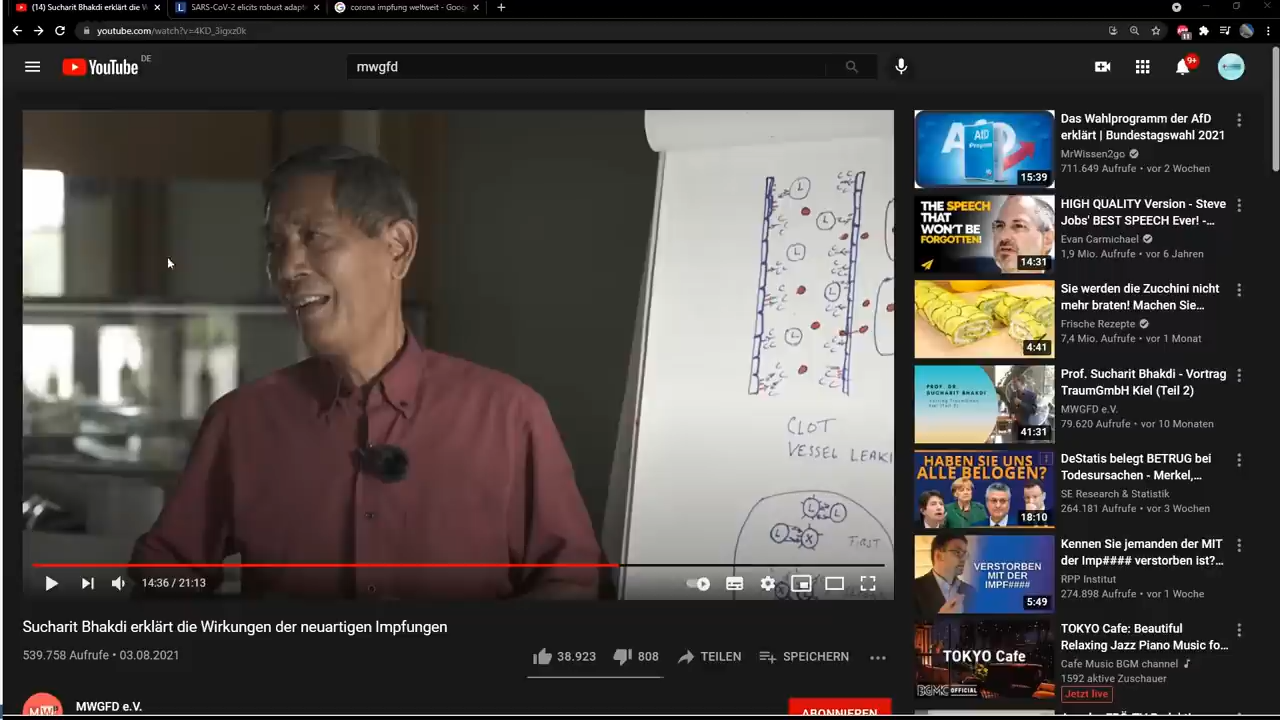 (14) Sucharit Bhakdi erklärt die W
SARS-CoV-2 elicits robust adapt
corona impfung weltweit - Goog
youtube.com/watch?v=4KD_3igxz0k
11
YouTube DE
mwgfd
9+
CLOT
VESSEL LEAKI
FIRST
14:36 / 21:13
Sucharit Bhakdi erklärt die Wirkungen der neuartigen Impfungen
539.758 Aufrufe • 03.08.2021
38.923
808
TEILEN
SPEICHERN
MWGFD e.V.
ABONNIEREN
AfD
15:39
Das Wahlprogramm der AfD
erklärt | Bundestagswahl 2021
MrWissen2go
711.649 Aufrufe • vor 2 Wochen
THE SPEECH
THAT
WON'T BE
FORGOTTEN!
14:31
HIGH QUALITY Version - Steve
Jobs' BEST SPEECH Ever! -...
Evan Carmichael
1,9 Mio. Aufrufe • vor 6 Jahren
4:41
Sie werden die Zucchini nicht
mehr braten! Machen Sie...
Frische Rezepte
7,4 Mio. Aufrufe • vor 1 Monat
PROF. DR.
SUCHARIT BHAKDI
41:31
Prof. Sucharit Bhakdi - Vortrag
TraumGmbH Kiel (Teil 2)
MWGFD e.V.
79.620 Aufrufe • vor 10 Monaten
HABEN SIE UNS
ALLE BELOGEN?
18:10
DeStatis belegt BETRUG bei
Todesursachen - Merkel,...
SE Research & Statistik
264.181 Aufrufe • vor 3 Wochen
VERSTORBEN
MIT DER
IMPF####
5:49
Kennen Sie jemanden der MIT
der Imp#### verstorben ist?...
RPP Institut
274.898 Aufrufe • vor 1 Woche
TOKYO Cafe
BGMC OFFICIAL
TOKYO Cafe: Beautiful
Relaxing Jazz Piano Music fo...
Cafe Music BGM channel
1592 aktive Zuschauer
Jetzt live